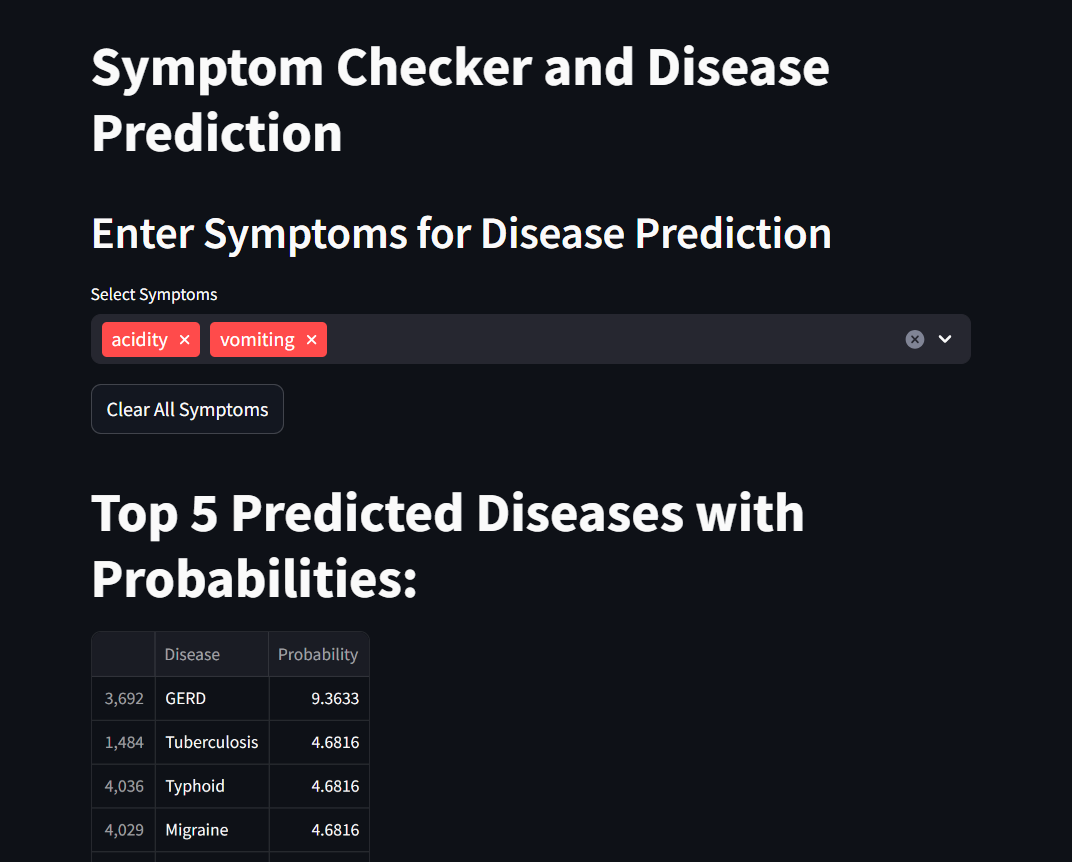 Symptom Checker and Disease
Prediction
Enter Symptoms for Disease Prediction
Select Symptoms
acidity × vomiting ×
Clear All Symptoms
Top 5 Predicted Diseases with
Probabilities:
Disease Probability
3,692 GERD 9.3633
1,484 Tuberculosis 4.6816
4,036 Typhoid 4.6816
4,029 Migraine 4.6816